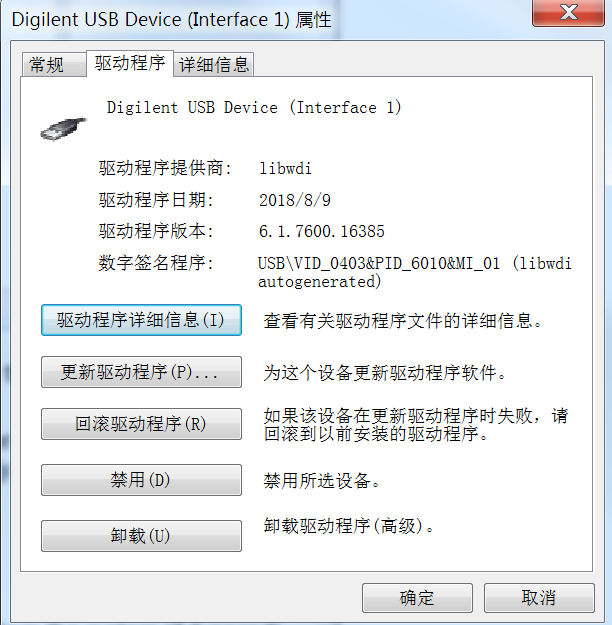 Digilent USB Device (Interface 1) 属性
常规 驱动程序 详细信息
Digilent USB Device (Interface 1)
驱动程序提供商: libwdi
驱动程序日期: 2018/8/9
驱动程序版本: 6.1.7600.16385
数字签名程序: USB\VID_0403&PID_6010&MI_01 (libwdi
autogenerated)
驱动程序详细信息(I) 查看有关驱动程序文件的详细信息。
更新驱动程序(P)... 为这个设备更新驱动程序软件。
回滚驱动程序(R) 如果该设备在更新驱动程序时失败，请
回滚到以前安装的驱动程序。
禁用(D) 禁用所选设备。
卸载(U) 卸载驱动程序(高级)。
确定 取消